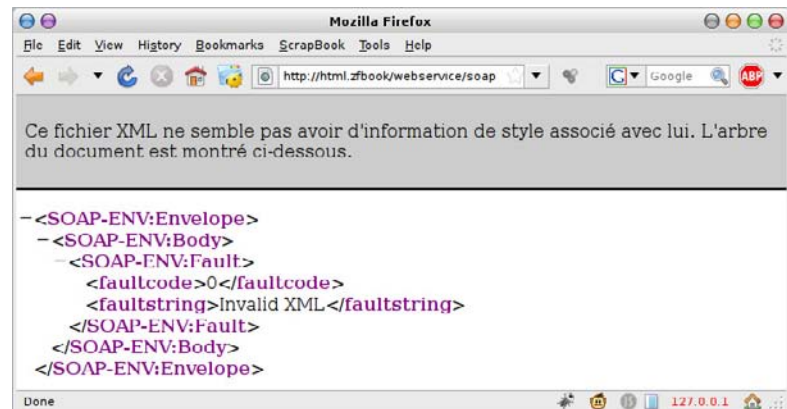 Mozilla Firefox
File Edit View History Bookmarks ScrapBook Tools Help
http://html.zfbook/webservice/soap
Google
ABP
Ce fichier XML ne semble pas avoir d'information de style associé avec lui. L'arbre
du document est montré ci-dessous.
−<SOAP-ENV:Envelope>
−<SOAP-ENV:Body>
−<SOAP-ENV:Fault>
<faultcode>0</faultcode>
<faultstring>Invalid XML</faultstring>
</SOAP-ENV:Fault>
</SOAP-ENV:Body>
</SOAP-ENV:Envelope>
Done
127.0.0.1